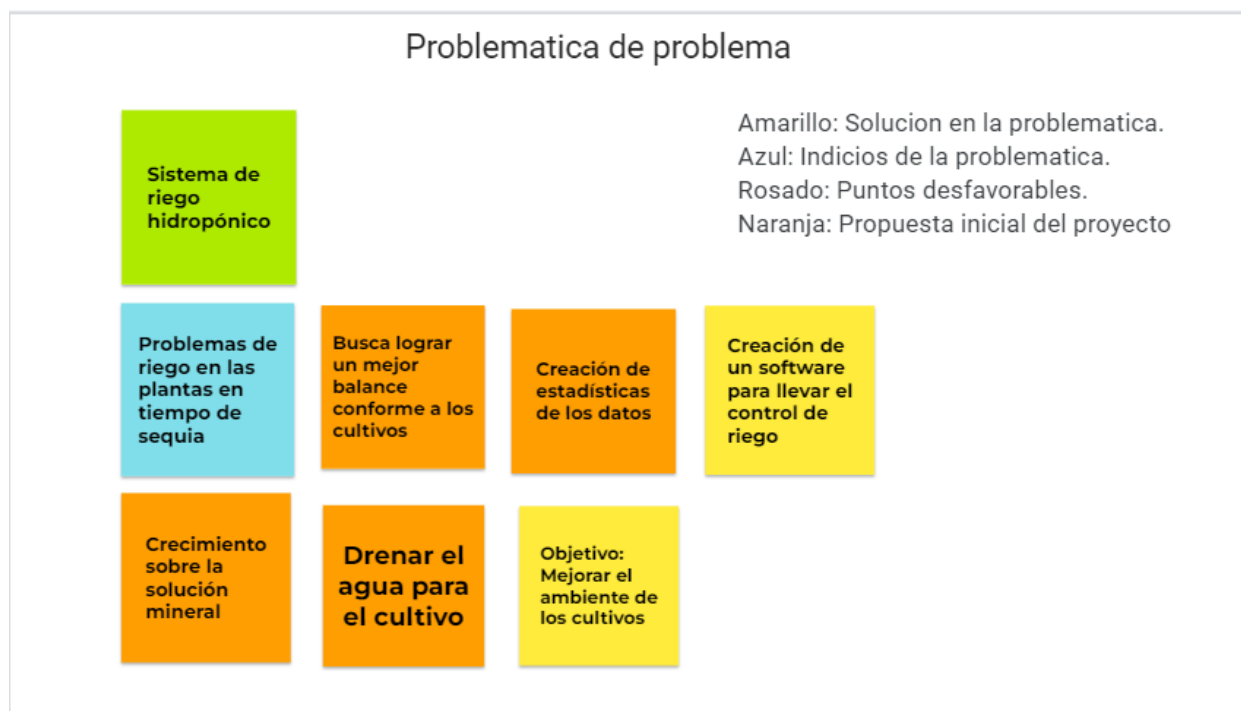 Problematica de problema
Amarillo: Solucion en la problematica.
Azul: Indicios de la problematica.
Rosado: Puntos desfavorables.
Naranja: Propuesta inicial del proyecto
Sistema de
riego
hidropónico
Problemas de
riego en las
plantas en
tiempo de
sequia
Busca lograr
un mejor
balance
conforme a los
cultivos
Creación de
estadísticas
de los datos
Creación de
un software
para llevar el
control de
riego
Crecimiento
sobre la
solución
mineral
Drenar el
agua para
el cultivo
Objetivo:
Mejorar el
ambiente de
los cultivos